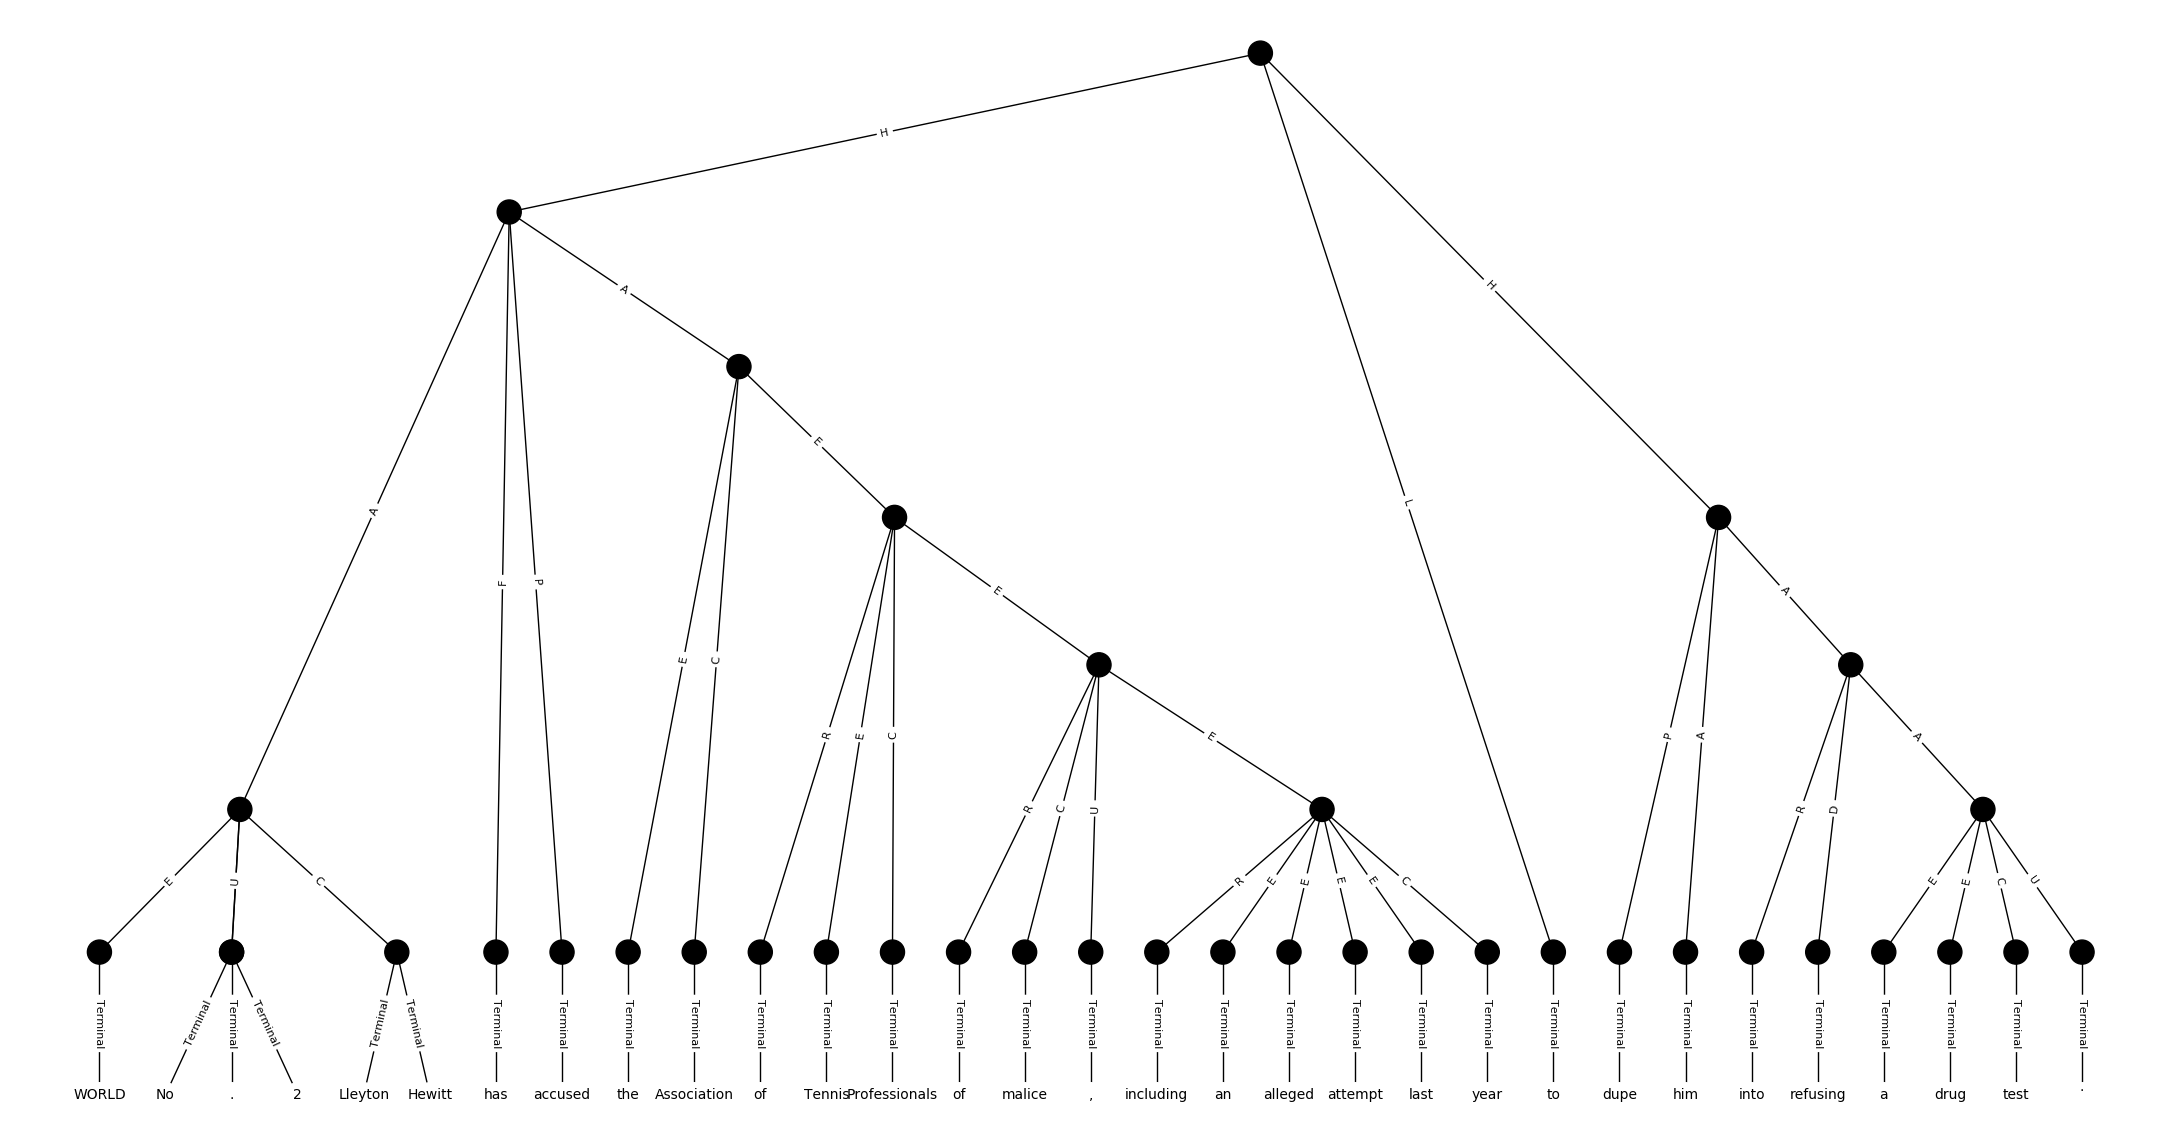 H
A
A
E
L
H
A
F
P
E
C
E
R
E
C
E
P
A
A
R
C
U
R
D
A
E
U
C
R
E
E
E
E
C
E
E
C
U
Terminal Terminal Terminal Terminal Terminal Terminal Terminal Terminal Terminal Terminal Terminal Terminal Terminal Terminal Terminal Terminal Terminal Terminal Terminal Terminal Terminal Terminal Terminal Terminal Terminal Terminal Terminal Terminal Terminal Terminal Terminal
WORLD No . 2 Lleyton Hewitt has accused the Association of Tennis Professionals of malice , including an alleged attempt last year to dupe him into refusing a drug test .